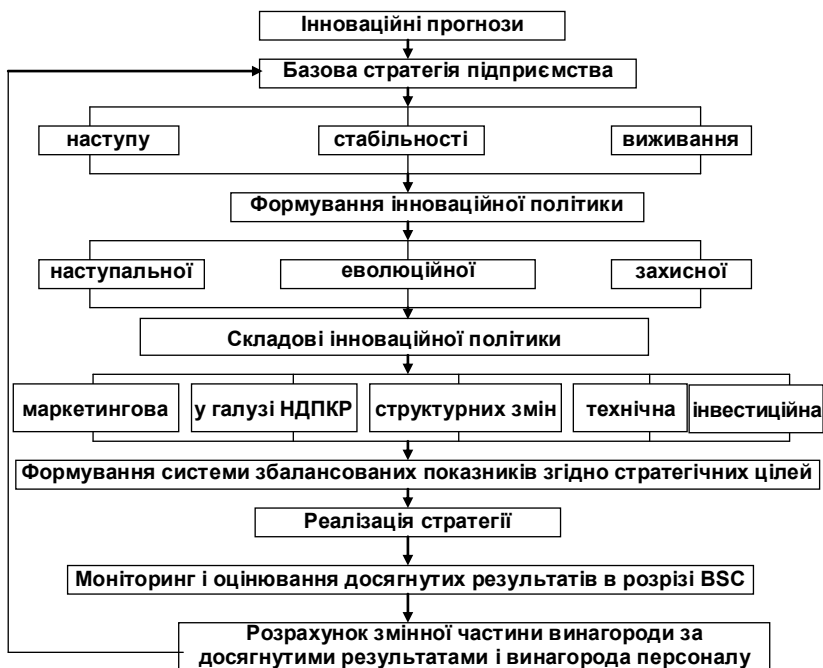 Інноваційні прогнози
Базова стратегія підприємства
наступу
стабільності
виживання
Формування інноваційної політики
наступальної
еволюційної
захисної
Складові інноваційної політики
маркетингова
у галузі НДПКР
структурних змін
технічна
інвестиційна
Формування системи збалансованих показників згідно стратегічних цілей
Реалізація стратегії
Моніторинг і оцінювання досягнутих результатів в розрізі BSC
Розрахунок змінної частини винагороди за
досягнутими результатами і винагорода персоналу